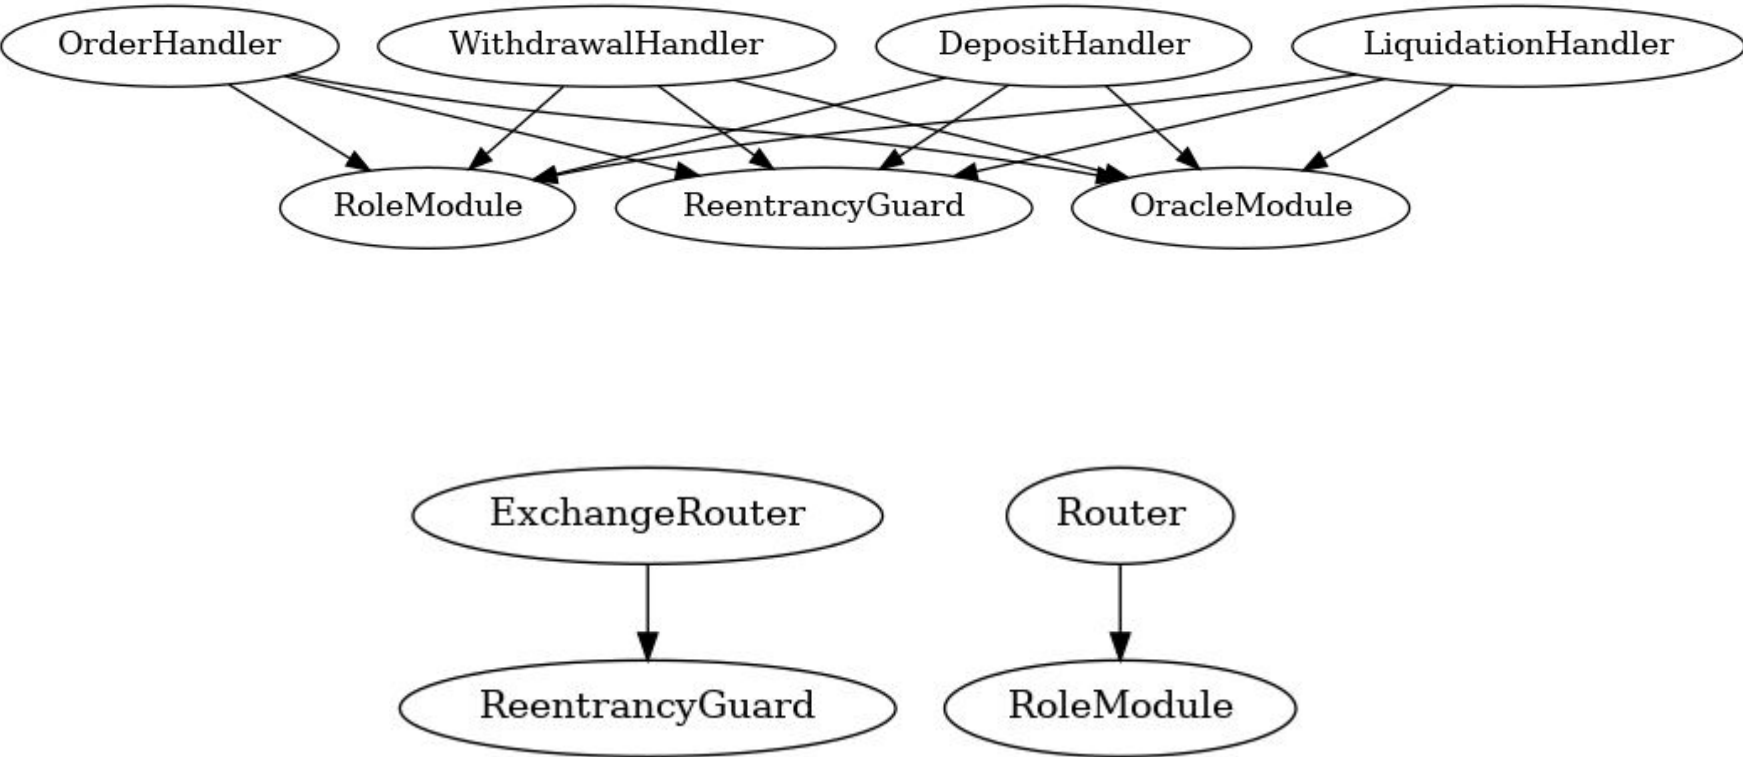 OrderHandler
WithdrawalHandler
DepositHandler
LiquidationHandler
RoleModule
ReentrancyGuard
OracleModule
ExchangeRouter
Router
ReentrancyGuard
RoleModule